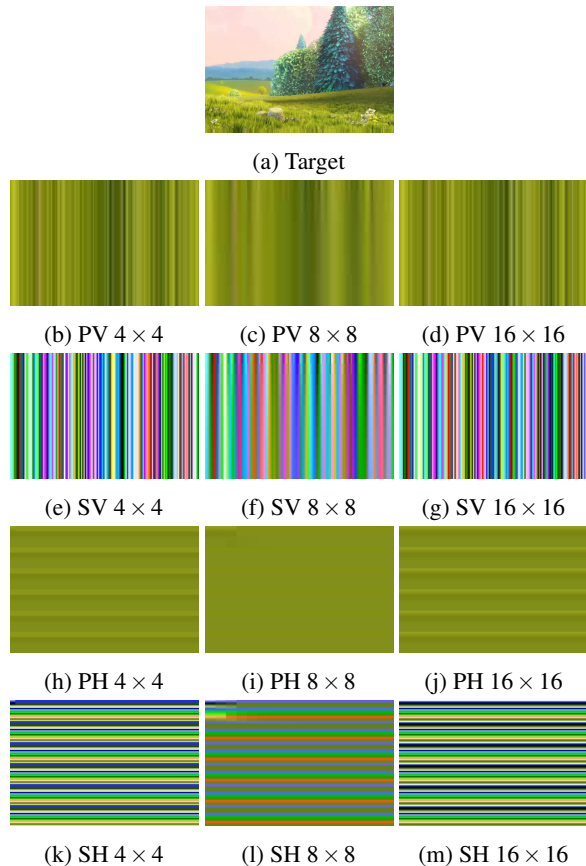 (a) Target
(b) PV 4 × 4 (c) PV 8 × 8 (d) PV 16 × 16
(e) SV 4 × 4 (f) SV 8 × 8 (g) SV 16 × 16
(h) PH 4 × 4 (i) PH 8 × 8 (j) PH 16 × 16
(k) SH 4 × 4 (l) SH 8 × 8 (m) SH 16 × 16